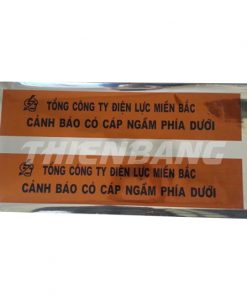 TỔNG CÔNG TY ĐIỆN LỰC MIỀN BẮC
CẢNH BÁO CÓ CÁP NGẦM PHÍA DƯỚI
THIENBANG
TỔNG CÔNG TY ĐIỆN LỰC MIỀN BẮC
CẢNH BÁO CÓ CÁP NGẦM PHÍA DƯỚI